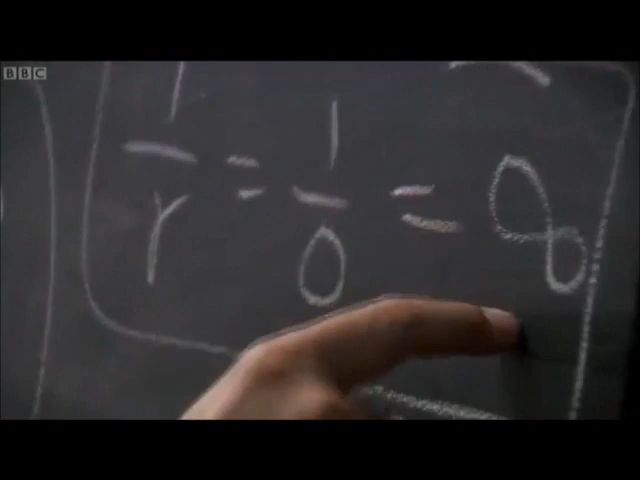 BBC
1/r = 1/0 = ∞